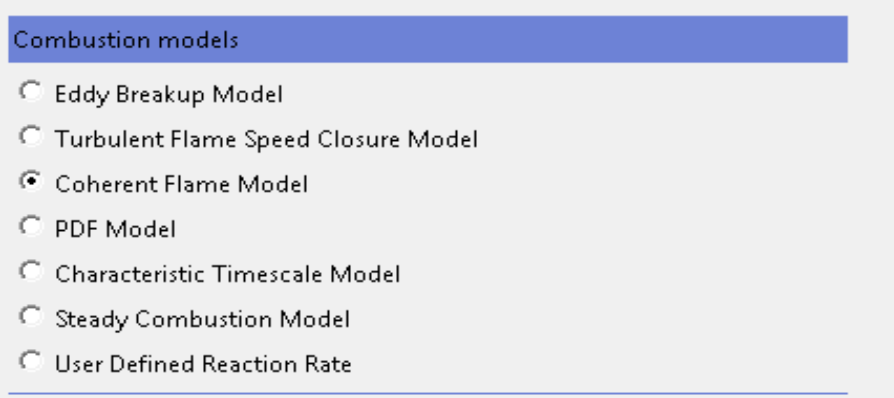 Combustion models
Eddy Breakup Model
Turbulent Flame Speed Closure Model
Coherent Flame Model
PDF Model
Characteristic Timescale Model
Steady Combustion Model
User Defined Reaction Rate